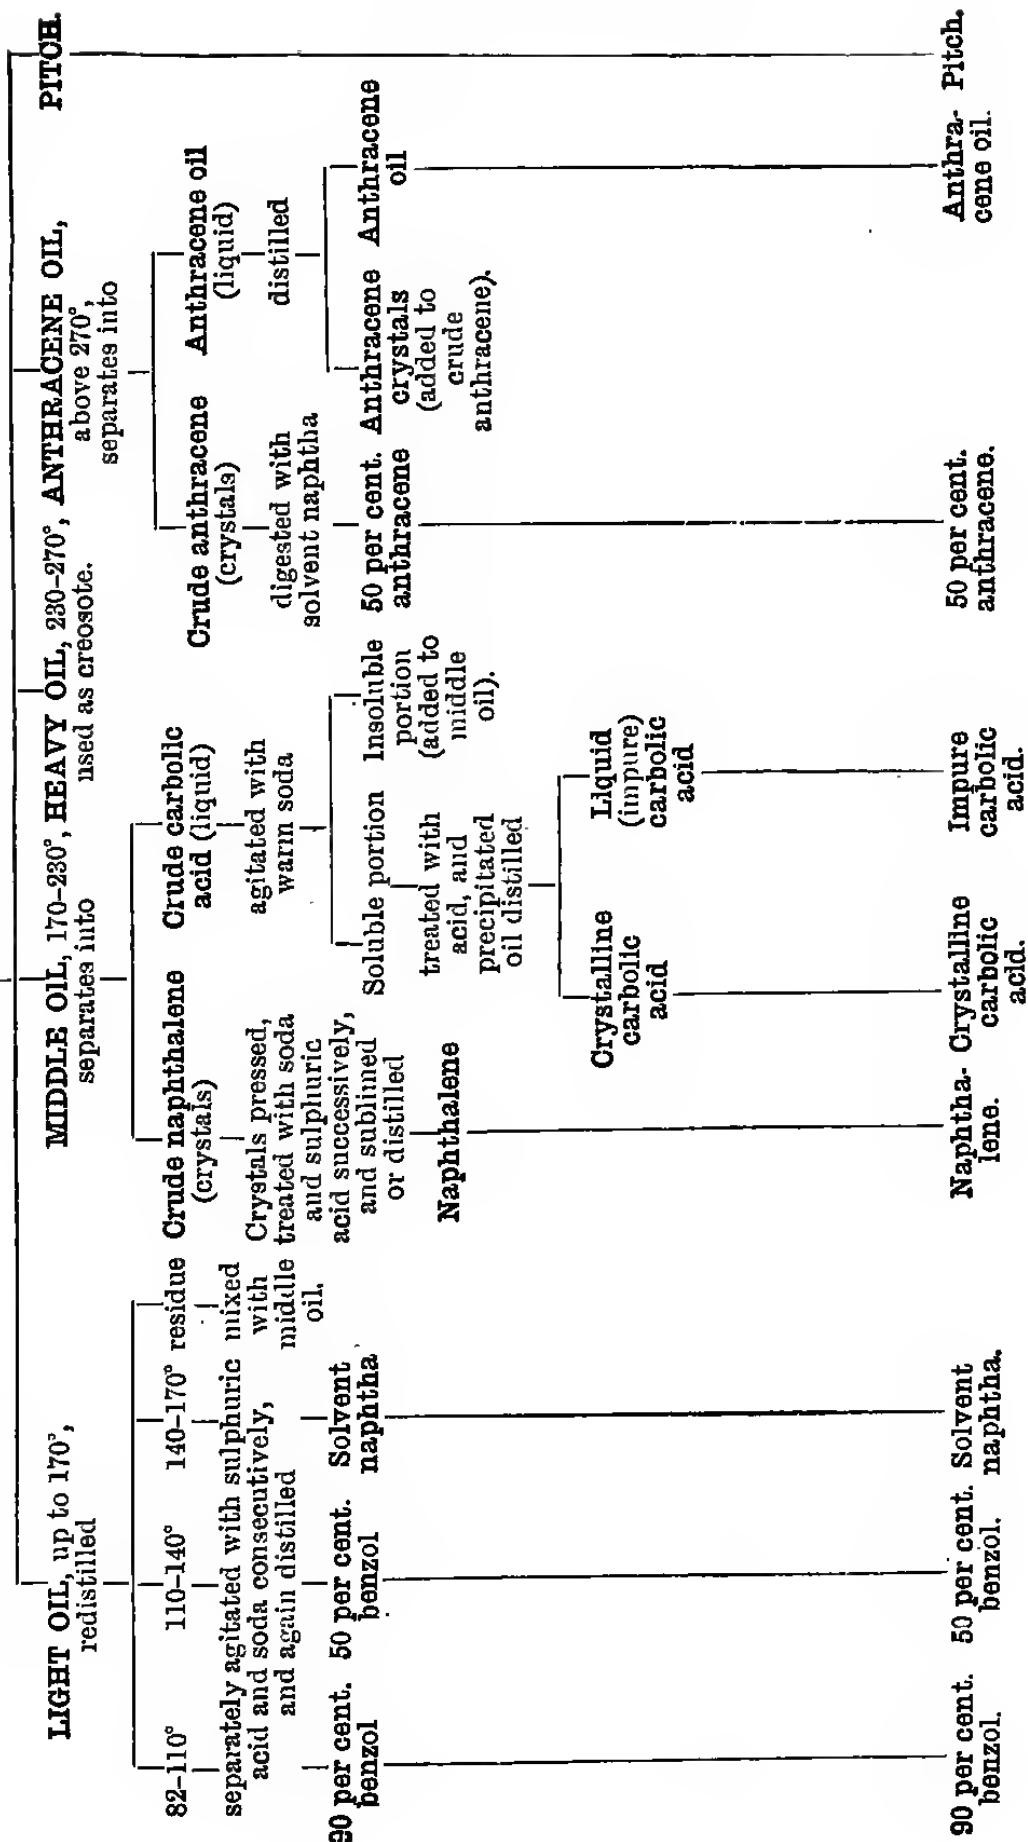 LIGHT OIL, up to 170°,
redistilled
MIDDLE OIL, 170–230°, HEAVY OIL, 230–270°, ANTHRACENE OIL,
separates into
used as creosote.
above 270°,
separates into
PITCH.
82–110°
110–140°
140–170°
residue
separately agitated with sulphuric
acid and soda consecutively,
and again distilled
mixed
with
middle
oil.
90 per cent.
benzol
50 per cent.
benzol
Solvent
naphtha
Crude naphthalene
(crystals)
Crystals pressed,
treated with soda
and sulphuric
acid successively,
and sublimed
or distilled
Naphthalene
Crude carbolic
acid (liquid)
agitated with
warm soda
Soluble portion
treated with
acid, and
precipitated
oil distilled
Insoluble
portion
(added to
middle
oil).
Crystalline
carbolic
acid
Liquid
(impure)
carbolic
acid
Crude anthracene
(crystals)
digested with
solvent naphtha
50 per cent.
anthracene
Anthracene oil
(liquid)
distilled
Anthracene
crystals
(added to
crude
anthracene).
Anthracene
oil
90 per cent.
benzol.
50 per cent.
benzol.
Solvent
naphtha.
Naphtha-
lene.
Crystalline
carbolic
acid.
Impure
carbolic
acid.
50 per cent.
anthracene.
Anthra-
cene oil.
Pitch.